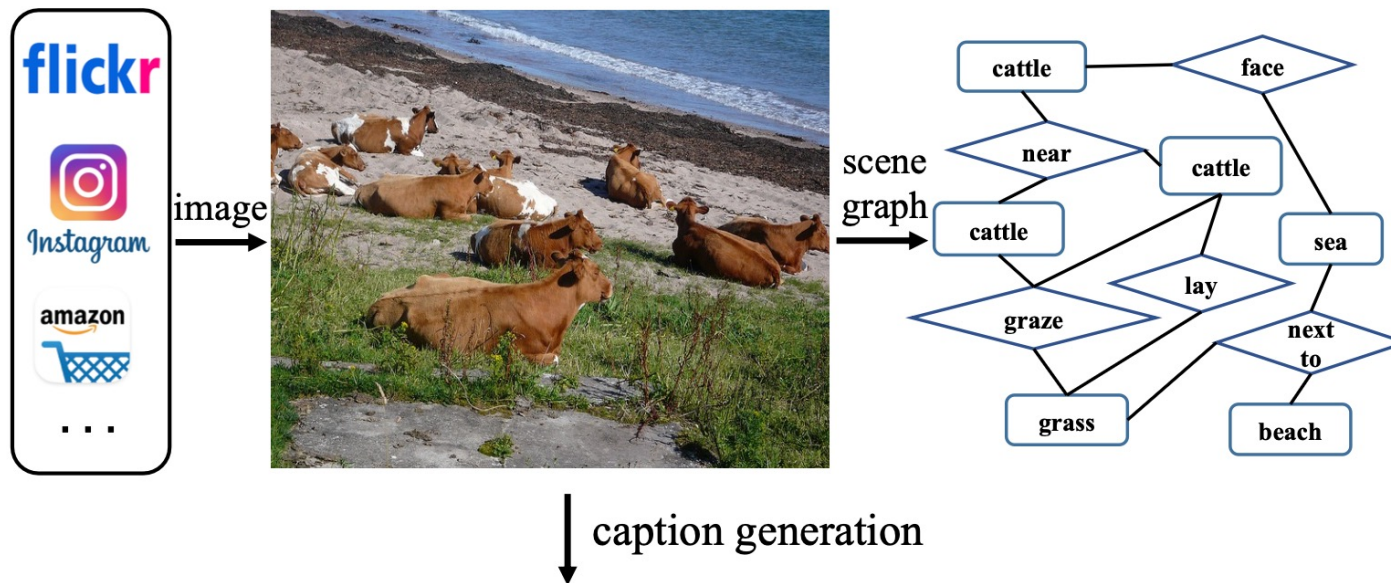 flickr
Instagram
amazon
...
image
scene
graph
cattle
face
near
cattle
cattle
sea
lay
graze
next
to
grass
beach
caption generation